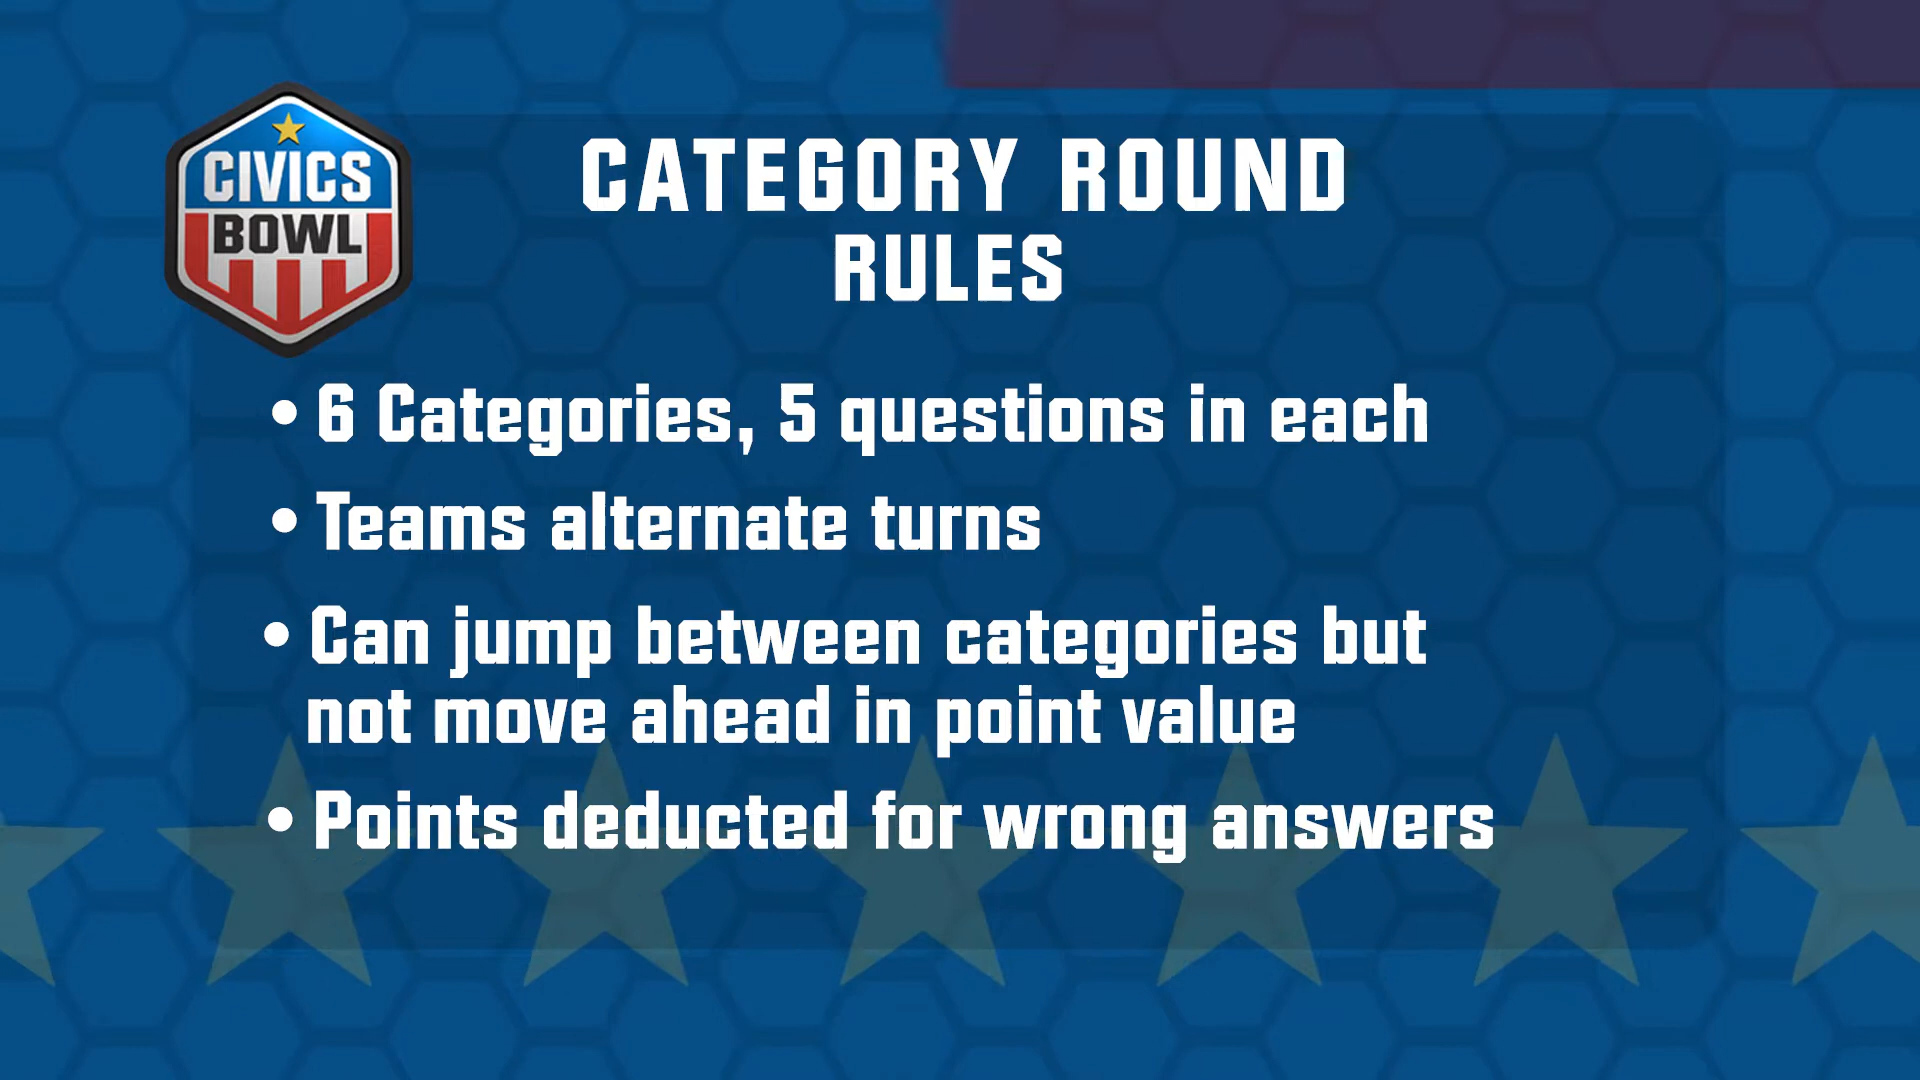 CIVICS
BOWL
CATEGORY ROUND
RULES
• 6 Categories, 5 questions in each
• Teams alternate turns
• Can jump between categories but
not move ahead in point value
• Points deducted for wrong answers